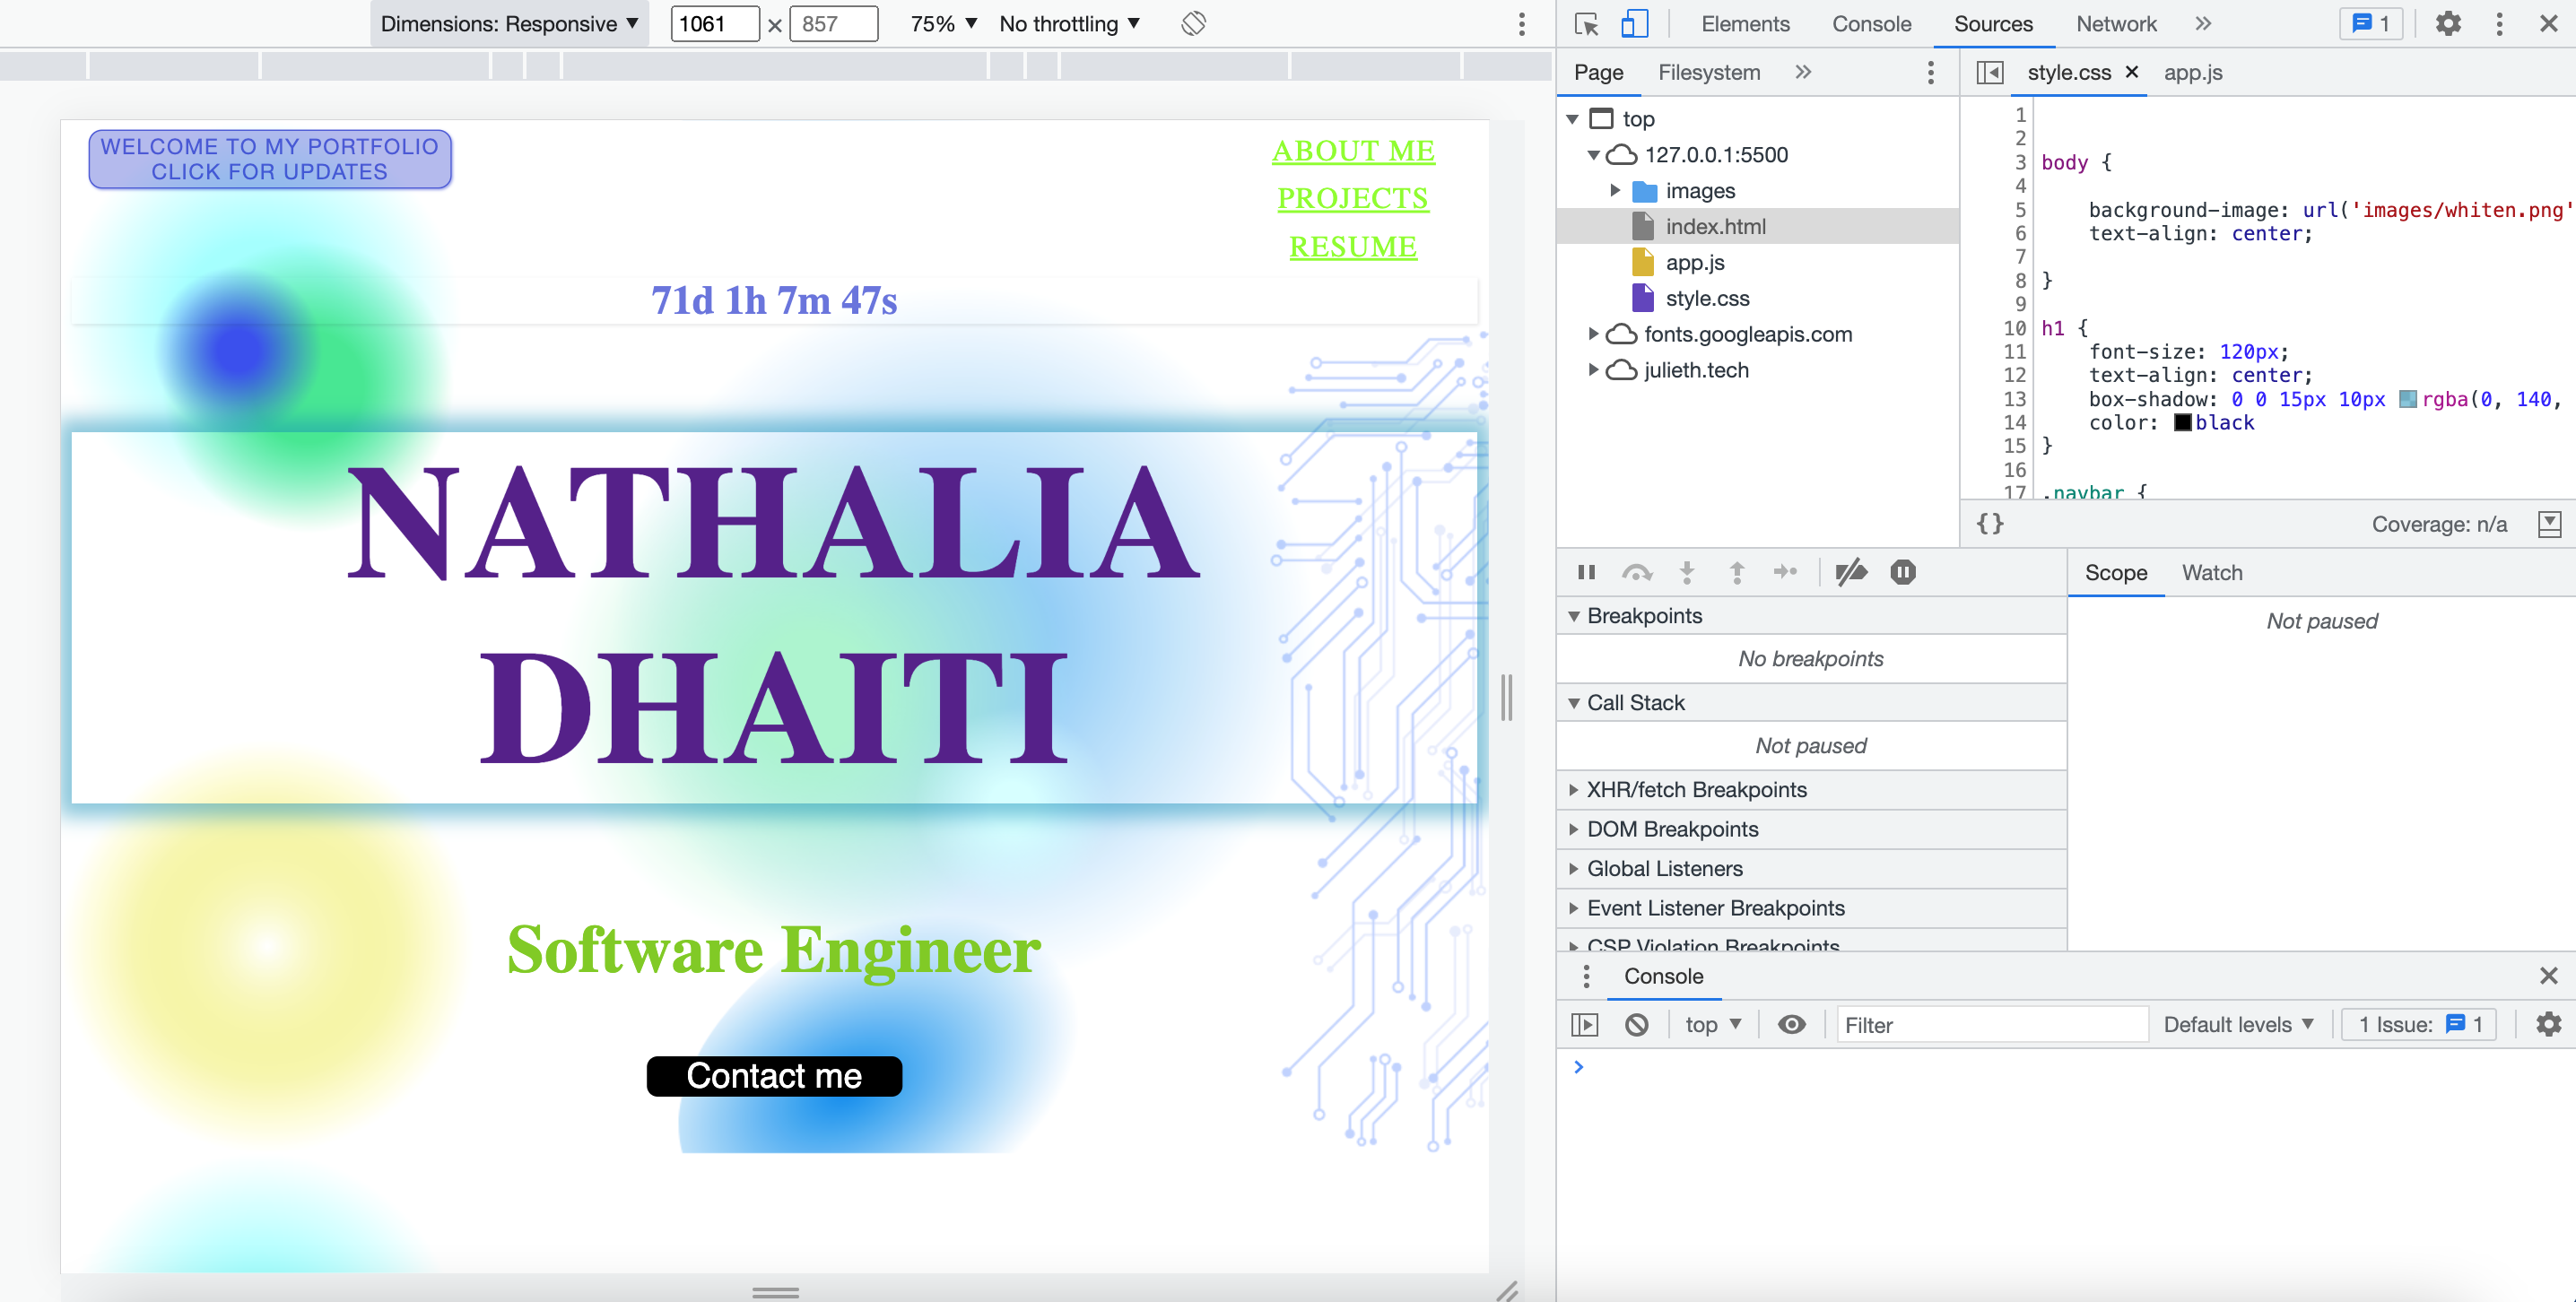 Dimensions: Responsive ▼ 1061 × 857 75% ▼ No throttling ▼
WELCOME TO MY PORTFOLIO
CLICK FOR UPDATES
ABOUT ME
PROJECTS
RESUME
71d 1h 7m 47s
NATHALIA
DHAITI
Software Engineer
Contact me
Elements Console Sources Network » 1
Page Filesystem »
top
127.0.0.1:5500
images
index.html
app.js
style.css
fonts.googleapis.com
julieth.tech
style.css × app.js
1
2
3 body {
4
5 background-image: url('images/whiten.png'
6 text-align: center;
7
8 }
9
10 h1 {
11 font-size: 120px;
12 text-align: center;
13 box-shadow: 0 0 15px 10px rgba(0, 140,
14 color: black
15 }
16
17 .navbar {
{} Coverage: n/a
Scope Watch
Not paused
Breakpoints
No breakpoints
Call Stack
Not paused
XHR/fetch Breakpoints
DOM Breakpoints
Global Listeners
Event Listener Breakpoints
CSP Violation Breakpoints
Console
top ▼ Filter Default levels ▼ 1 Issue: 1
>